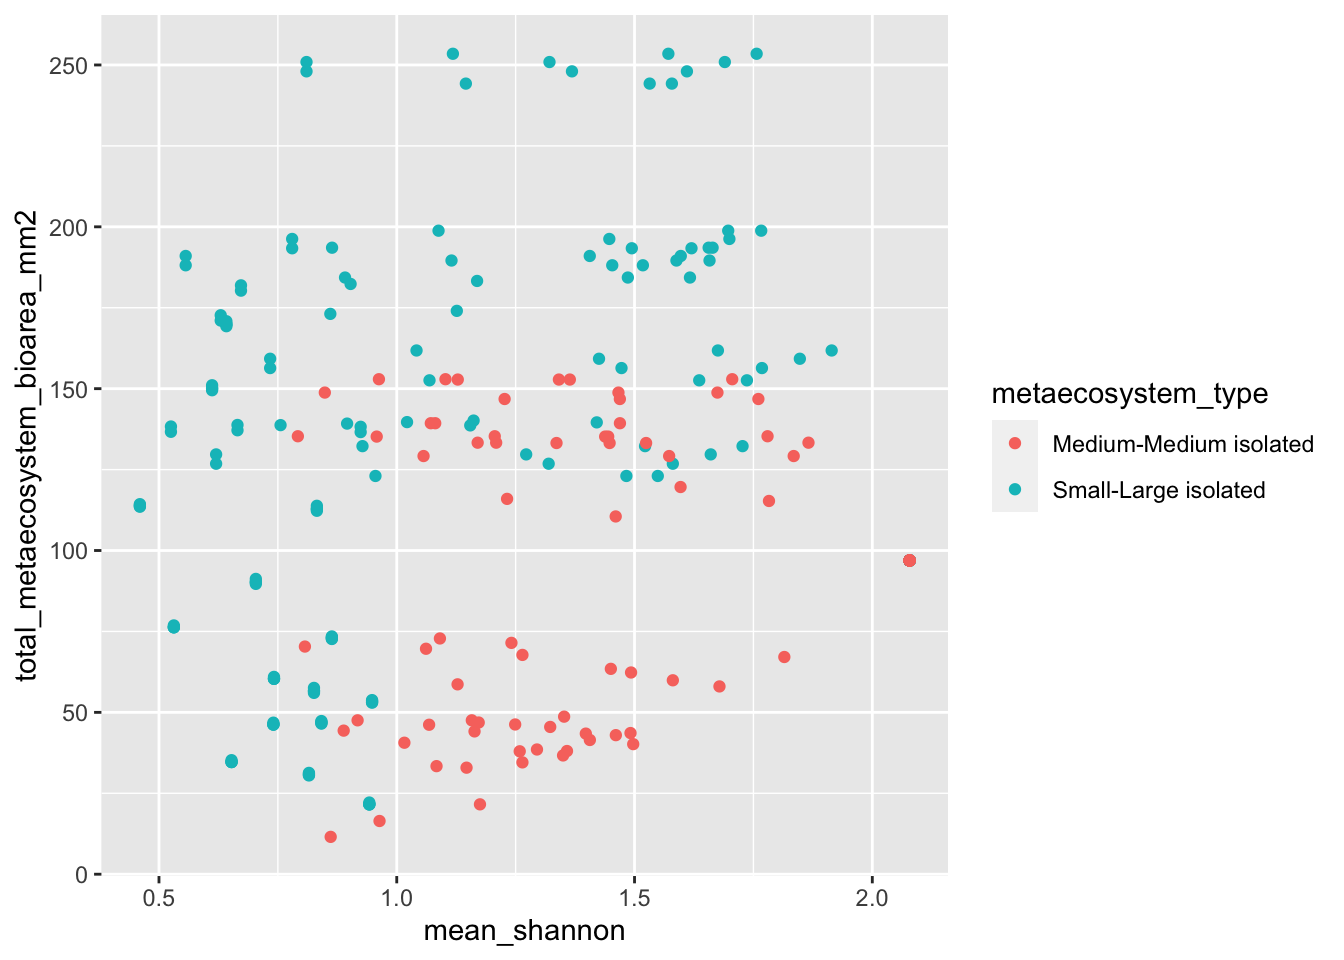 total_metaecosystem_bioarea_mm2
250
200
150
100
50
0
0.5 1.0 1.5 2.0
mean_shannon
metaecosystem_type
Medium-Medium isolated
Small-Large isolated